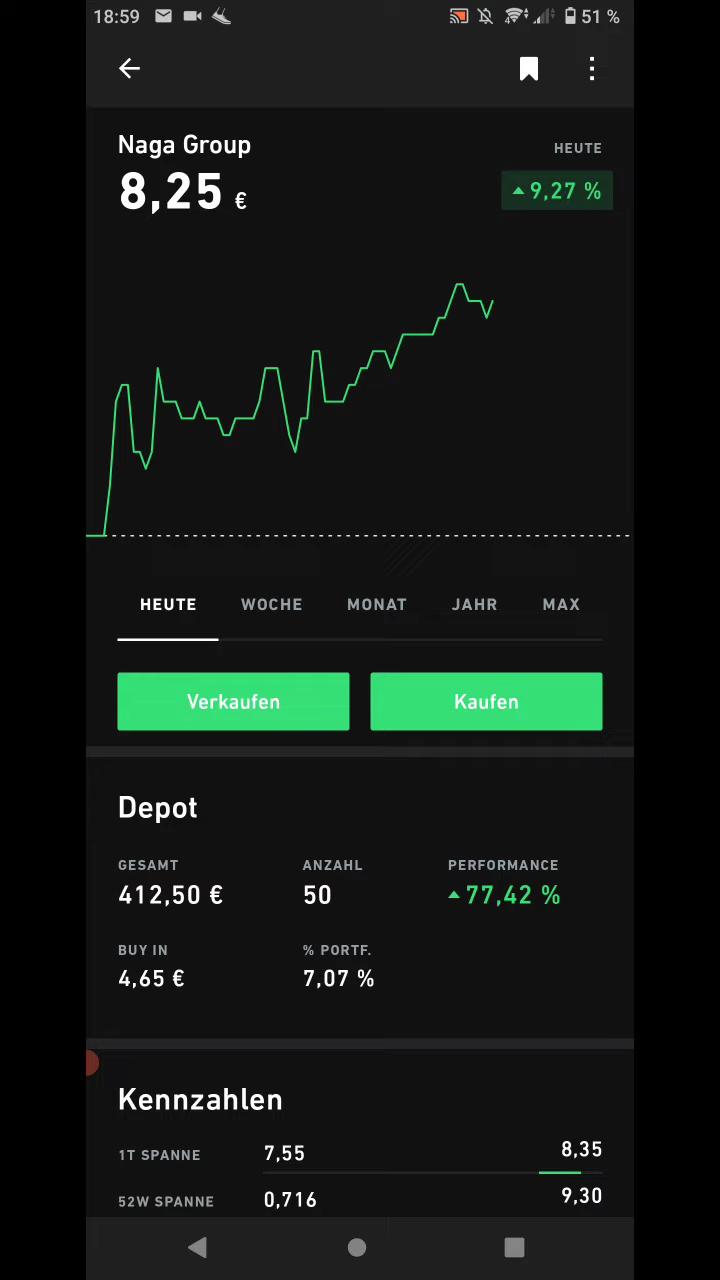 18:59 51 %
Naga Group
HEUTE
8,25 €
9,27 %
HEUTE WOCHE MONAT JAHR MAX
Verkaufen Kaufen
Depot
GESAMT ANZAHL PERFORMANCE
412,50 € 50 77,42 %
BUY IN % PORTF.
4,65 € 7,07 %
Kennzahlen
1T SPANNE 7,55 8,35
52W SPANNE 0,716 9,30